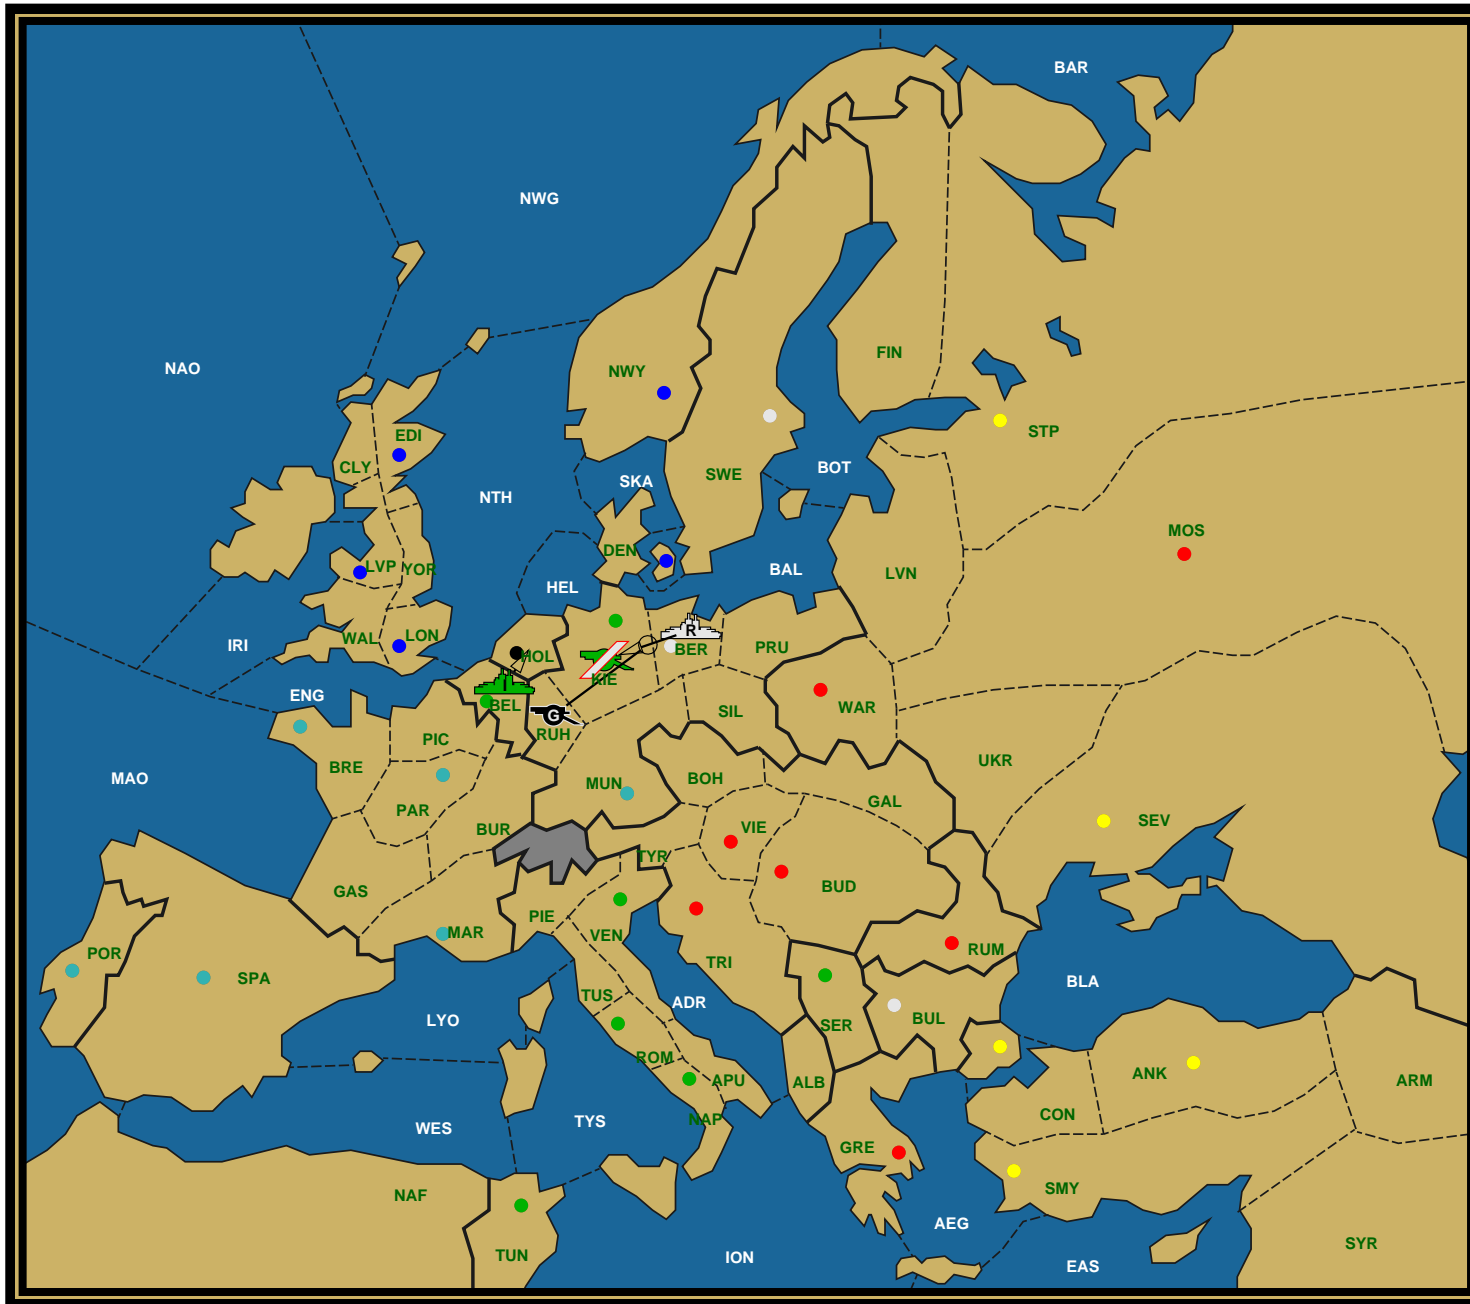 BAR
NWG
NAO
FIN
NWY
STP
EDI
CLY
SKA
BOT
SWE
NTH
MOS
DEN
LVP
YOR
BAL
LVN
HEL
IRI
WAL
LON
R
BER
PRU
HOL
KIE
ENG
I
BEL
G
RUH
SIL
WAR
PIC
BRE
UKR
MAO
MUN
BOH
PAR
GAL
BUR
VIE
SEV
TYR
GAS
BUD
PIE
MAR
VEN
RUM
POR
SPA
TRI
BLA
TUS
ADR
LYO
SER
BUL
ROM
APU
ALB
ANK
ARM
CON
NAP
TYS
WES
GRE
SMY
NAF
AEG
SYR
TUN
ION
EAS